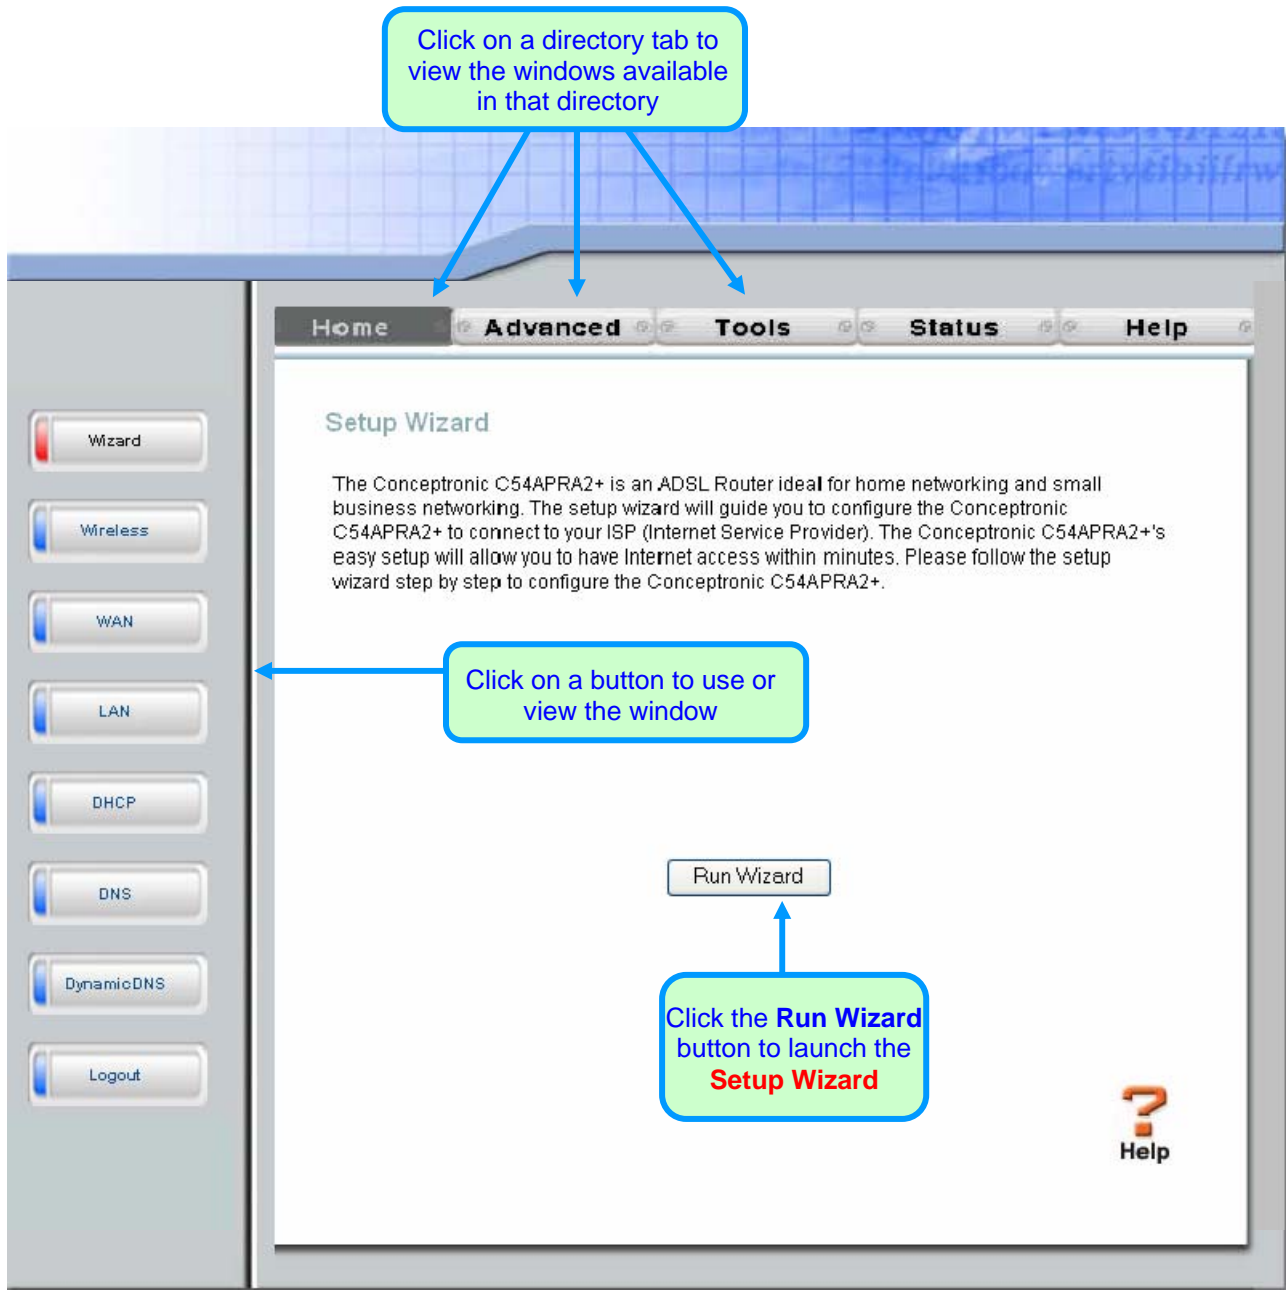 Click on a directory tab to
view the windows available
in that directory
Home
Advanced
Tools
Status
Help
Wizard
Wireless
WAN
LAN
DHCP
DNS
DynamicDNS
Logout
Setup Wizard
The Conceptronic C54APRA2+ is an ADSL Router ideal for home networking and small
business networking. The setup wizard will guide you to configure the Conceptronic
C54APRA2+ to connect to your ISP (Internet Service Provider). The Conceptronic C54APRA2+'s
easy setup will allow you to have Internet access within minutes. Please follow the setup
wizard step by step to configure the Conceptronic C54APRA2+.
Click on a button to use or
view the window
Run Wizard
Click the Run Wizard
button to launch the
Setup Wizard
Help